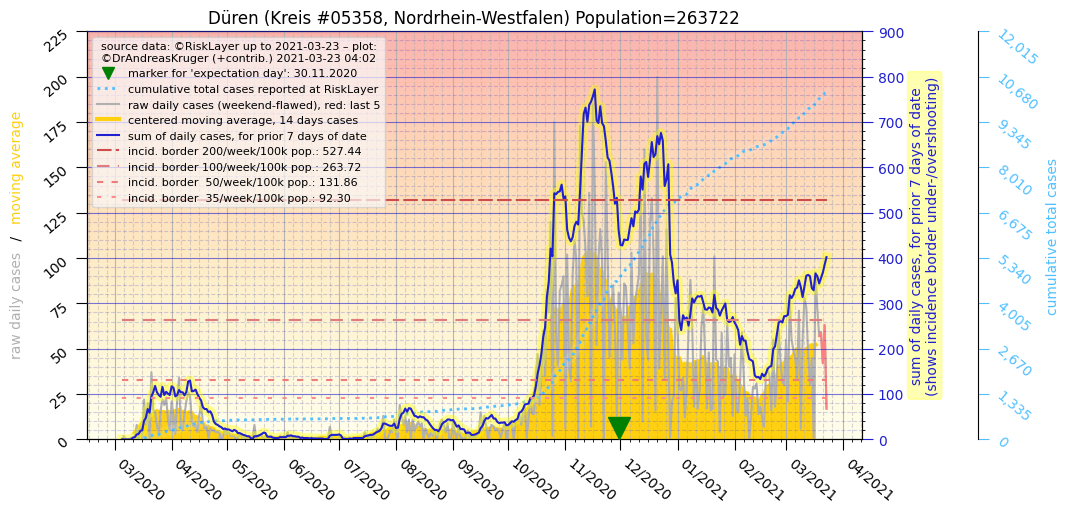 Düren (Kreis #05358, Nordrhein-Westfalen) Population=263722
source data: ©RiskLayer up to 2021-03-23 – plot:
©DrAndreasKruger (+contrib.) 2021-03-23 04:02
marker for 'expectation day': 30.11.2020
cumulative total cases reported at RiskLayer
raw daily cases (weekend-flawed), red: last 5
centered moving average, 14 days cases
sum of daily cases, for prior 7 days of date
incid. border 200/week/100k pop.: 527.44
incid. border 100/week/100k pop.: 263.72
incid. border  50/week/100k pop.: 131.86
incid. border  35/week/100k pop.: 92.30
raw daily cases / moving average
225
200
175
150
125
100
75
50
25
0
03/2020
04/2020
05/2020
06/2020
07/2020
08/2020
09/2020
10/2020
11/2020
12/2020
01/2021
02/2021
03/2021
04/2021
900
800
700
600
500
400
300
200
100
0
sum of daily cases, for prior 7 days of date
(shows incidence border under-/overshooting)
12,015
10,680
9,345
8,010
6,675
5,340
4,005
2,670
1,335
0
cumulative total cases